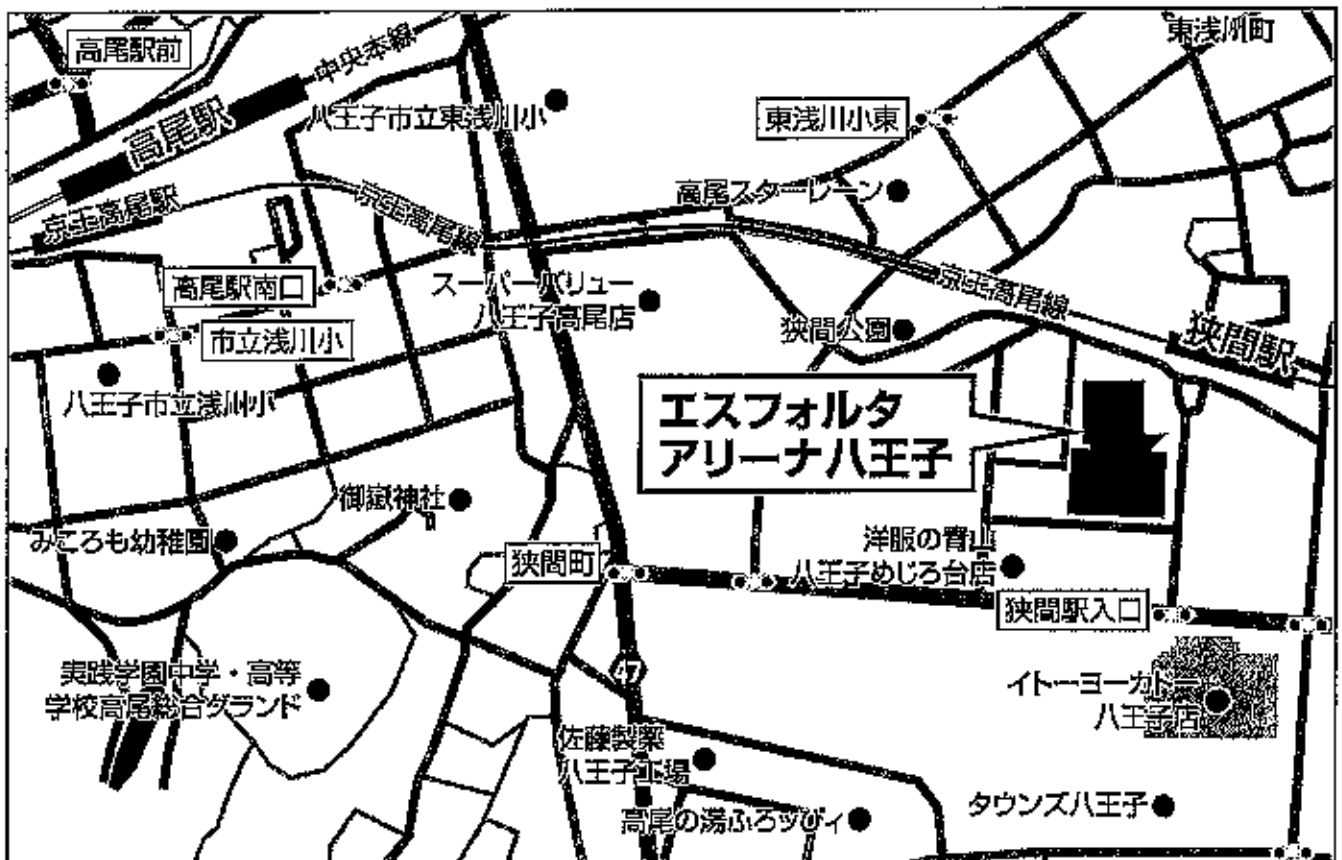 高尾駅前
中央本線
高尾駅
八王子市立東浅川小
東浅川町
東浅川小東
高尾スターレーン
京王高尾駅
京王高尾線
高尾駅南口
スーパーバリュー
八王子高尾店
京王高尾線
狭間公園
狭間駅
市立浅川小
八王子市立浅川小
エスフォルタ
アリーナ八王子
御嶽神社
みころも幼稚園
狭間町
洋服の青山
八王子めじろ台店
狭間駅入口
実践学園中学・高等
学校高尾総合グランド
47
イトーヨーカドー
八王子店
佐藤製薬
八王子工場
高尾の湯ふろッぴィ
タウンズ八王子